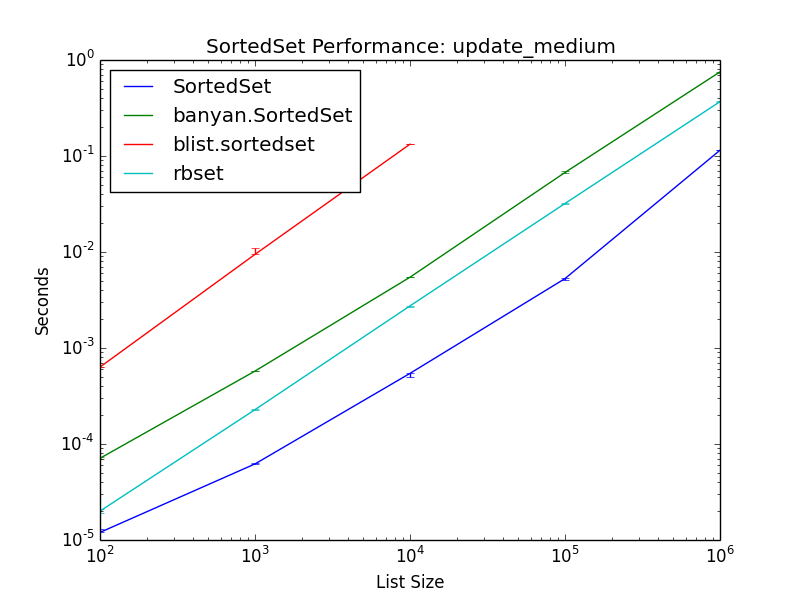 SortedSet Performance: update_medium
10^0
SortedSet
banyan.SortedSet
blist.sortedset
rbset
10^-1
10^-2
Seconds
10^-3
10^-4
10^-5
10^2 10^3 10^4 10^5 10^6
List Size